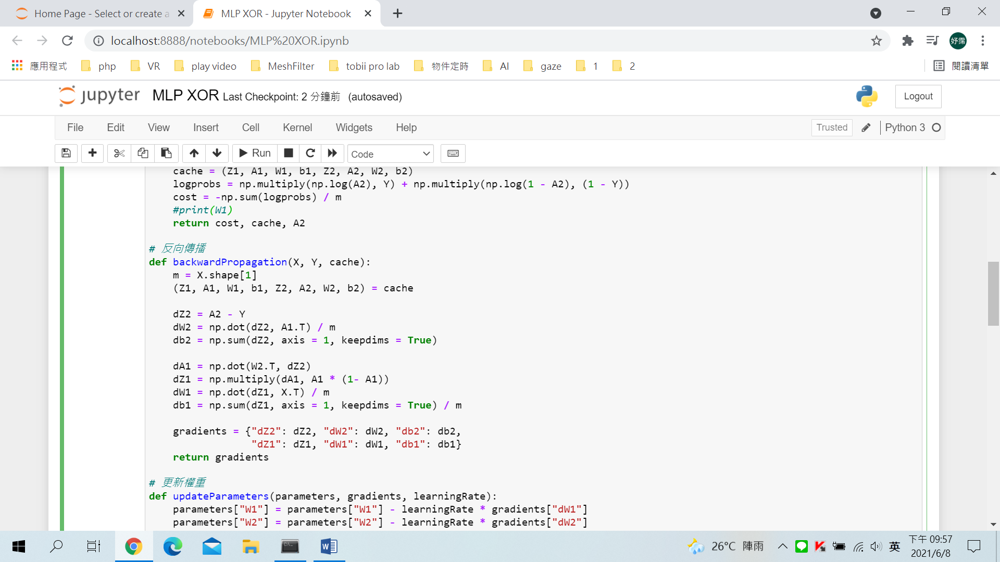 Home Page - Select or create a
MLP XOR - Jupyter Notebook
localhost:8888/notebooks/MLP%20XOR.ipynb
妤霈
應用程式
php
VR
play video
MeshFilter
tobii pro lab
物件定時
AI
gaze
1
2
閱讀清單
jupyter
MLP XOR Last Checkpoint: 2 分鐘前 (autosaved)
Logout
File Edit View Insert Cell Kernel Widgets Help
Trusted
Python 3
Run
Code
    cache = (Z1, A1, W1, b1, Z2, A2, W2, b2)
    logprobs = np.multiply(np.log(A2), Y) + np.multiply(np.log(1 - A2), (1 - Y))
    cost = -np.sum(logprobs) / m
    #print(W1)
    return cost, cache, A2
# 反向傳播
def backwardPropagation(X, Y, cache):
    m = X.shape[1]
    (Z1, A1, W1, b1, Z2, A2, W2, b2) = cache
    dZ2 = A2 - Y
    dW2 = np.dot(dZ2, A1.T) / m
    db2 = np.sum(dZ2, axis = 1, keepdims = True)
    dA1 = np.dot(W2.T, dZ2)
    dZ1 = np.multiply(dA1, A1 * (1- A1))
    dW1 = np.dot(dZ1, X.T) / m
    db1 = np.sum(dZ1, axis = 1, keepdims = True) / m
    gradients = {"dZ2": dZ2, "dW2": dW2, "db2": db2,
                 "dZ1": dZ1, "dW1": dW1, "db1": db1}
    return gradients
# 更新權重
def updateParameters(parameters, gradients, learningRate):
    parameters["W1"] = parameters["W1"] - learningRate * gradients["dW1"]
    parameters["W2"] = parameters["W2"] - learningRate * gradients["dW2"]
26°C 陣雨
英
下午 09:57
2021/6/8